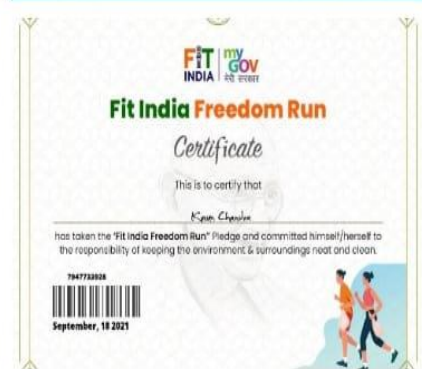 FiT INDIA
my GOV
मेरी सरकार
Fit India Freedom Run
Certificate
This is to certify that
Chandra
has taken the "Fit India Freedom Run" Pledge and committed himself/herself to
the responsibility of keeping the environment & surroundings neat and clean.
7947733928
September, 18 2021